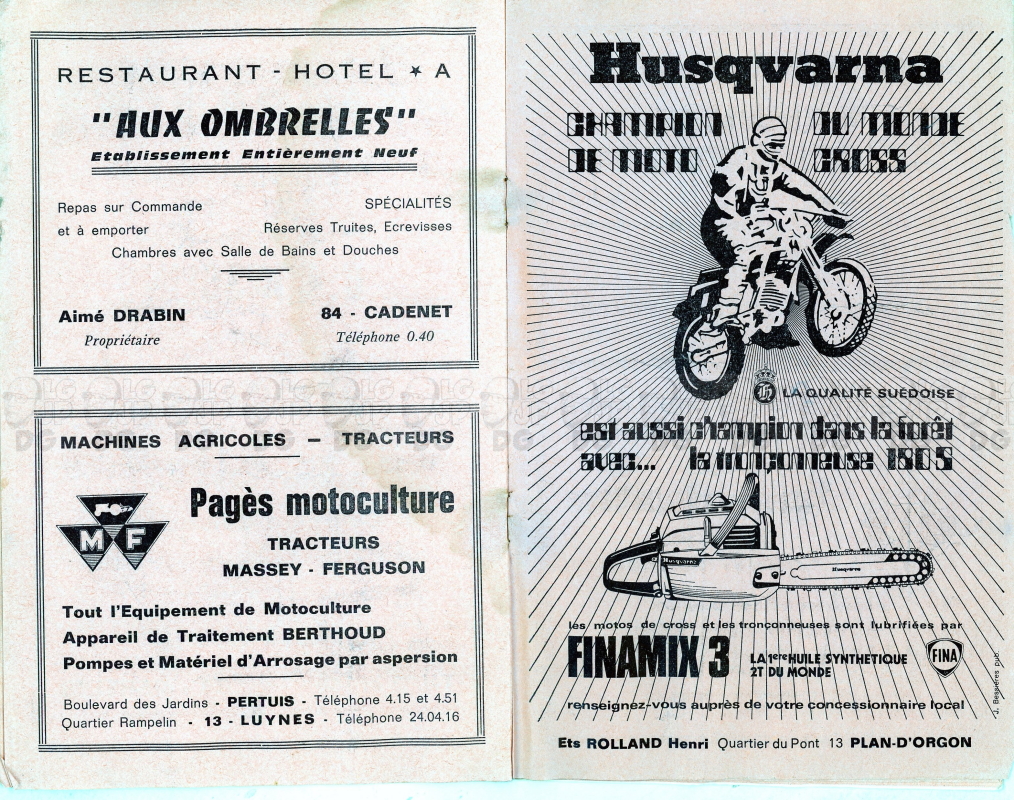 RESTAURANT - HOTEL ★ A
"AUX OMBRELLES"
Etablissement Entièrement Neuf
Repas sur Commande
et à emporter
SPÉCIALITÉS
Réserves Truites, Ecrevisses
Chambres avec Salle de Bains et Douches
Aimé DRABIN
Propriétaire
84 - CADENET
Téléphone 0.40
MACHINES AGRICOLES — TRACTEURS
MF
Pagès motoculture
TRACTEURS
MASSEY - FERGUSON
Tout l'Equipement de Motoculture
Appareil de Traitement BERTHOUD
Pompes et Matériel d'Arrosage par aspersion
Boulevard des Jardins - PERTUIS - Téléphone 4.15 et 4.51
Quartier Rampelin - 13 - LUYNES - Téléphone 24.04.16
Husqvarna
CHAMPION DU MONDE
DE MOTO CROSS
LA QUALITÉ SUÉDOISE
est aussi champion dans la forêt
avec... la tronçonneuse 180 S
Husqvarna
Husqvarna
les motos de cross et les tronçonneuses sont lubrifiées par
FINAMIX 3 LA 1ere HUILE SYNTHETIQUE
2T DU MONDE
FINA
renseignez-vous auprès de votre concessionnaire local
J. Bessières pub.
Ets ROLLAND Henri Quartier du Pont 13 PLAN-D'ORGON